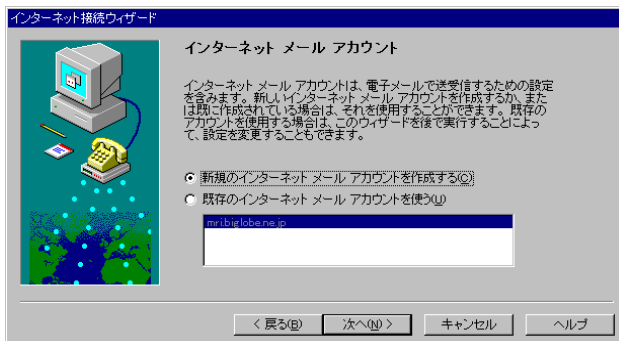 インターネット接続ウィザード
インターネット メール アカウント
インターネット メール アカウントは、電子メールで送受信するための設定
を含みます。新しいインターネット メール アカウントを作成するか、また
は既に作成されている場合は、それを使用することができます。既存の
アカウントを使用する場合は、このウィザードを後で実行することによっ
て、設定を変更することもできます。
新規のインターネット メール アカウントを作成する(C)
既存のインターネット メール アカウントを使う(U)
mri.biglobe.ne.jp
< 戻る(B)
次へ(N) >
キャンセル
ヘルプ